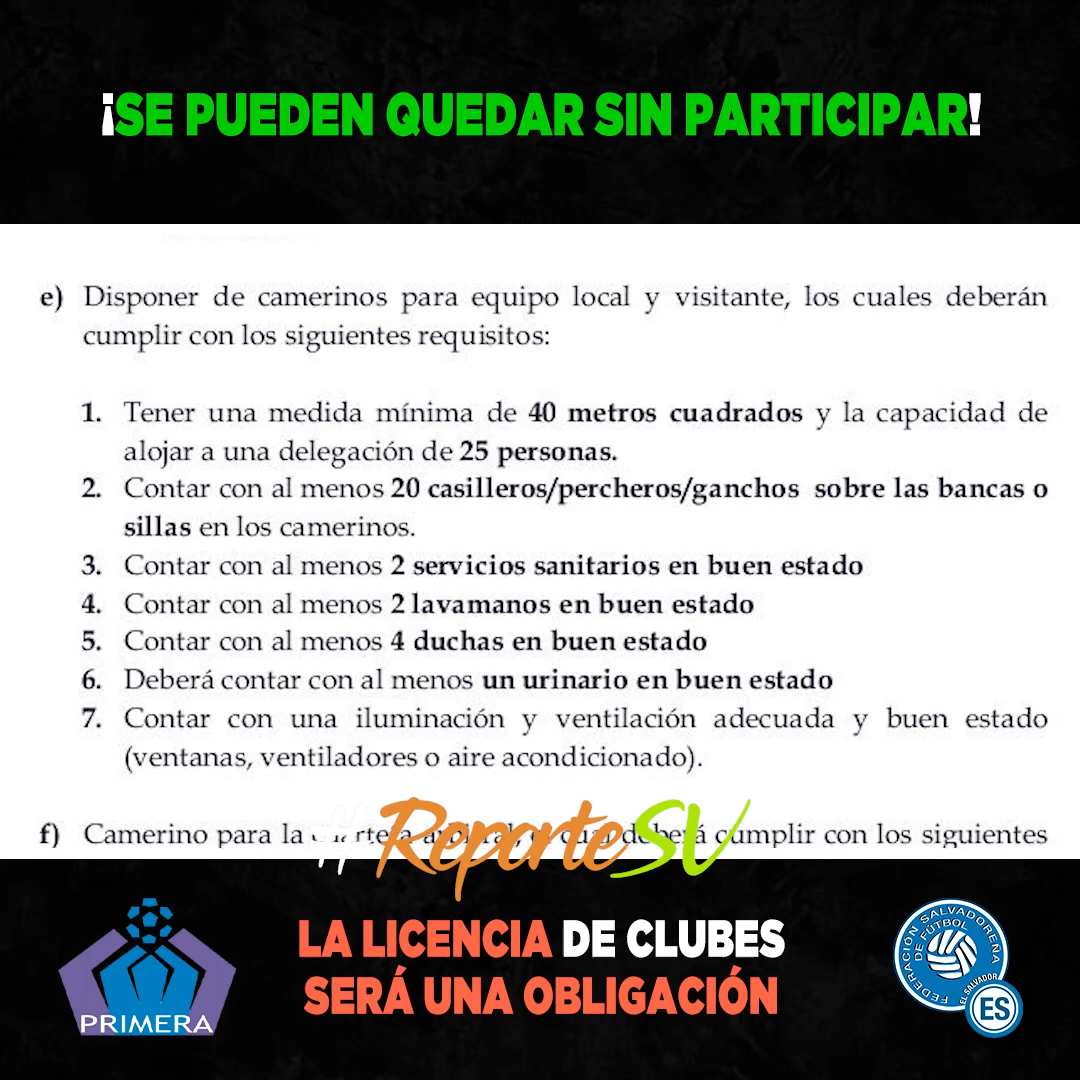 ¡SE PUEDEN QUEDAR SIN PARTICIPAR!
e) Disponer de camerinos para equipo local y visitante, los cuales deberán
cumplir con los siguientes requisitos:
1. Tener una medida mínima de 40 metros cuadrados y la capacidad de
alojar a una delegación de 25 personas.
2. Contar con al menos 20 casilleros/percheros/ganchos sobre las bancas o
sillas en los camerinos.
3. Contar con al menos 2 servicios sanitarios en buen estado
4. Contar con al menos 2 lavamanos en buen estado
5. Contar con al menos 4 duchas en buen estado
6. Deberá contar con al menos un urinario en buen estado
7. Contar con una iluminación y ventilación adecuada y buen estado
(ventanas, ventiladores o aire acondicionado).
f) Camerino para la deberá cumplir con los siguientes
#ReporteSV
LA LICENCIA DE CLUBES
SERÁ UNA OBLIGACIÓN
PRIMERA
FEDERACIÓN SALVADOREÑA
DE FÚTBOL
EL SALVADOR
ES